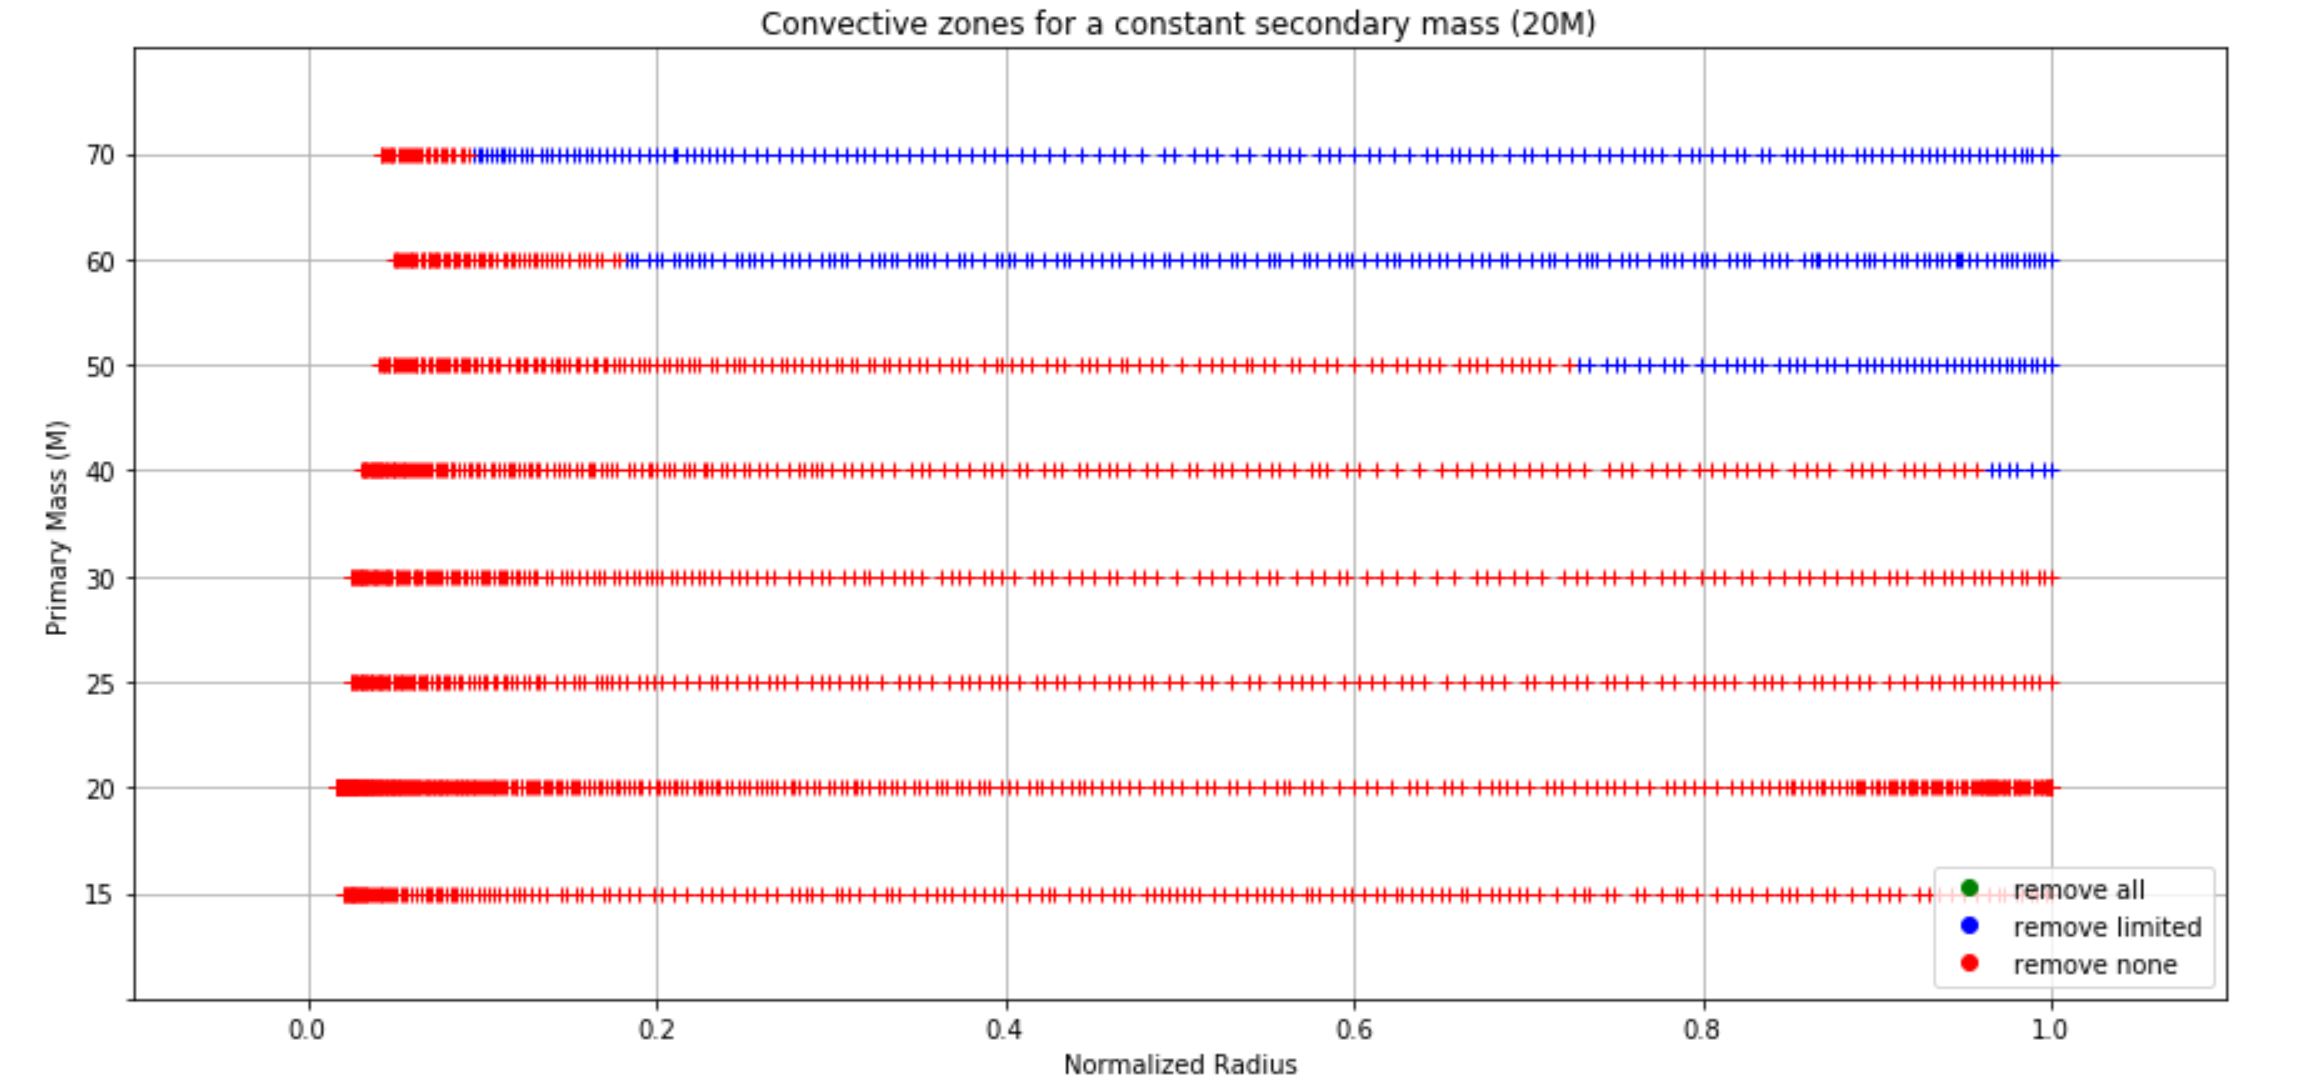 Convective zones for a constant secondary mass (20M)
Primary Mass (M)
70
60
50
40
30
25
20
15
remove all
remove limited
remove none
0.0 0.2 0.4 0.6 0.8 1.0
Normalized Radius